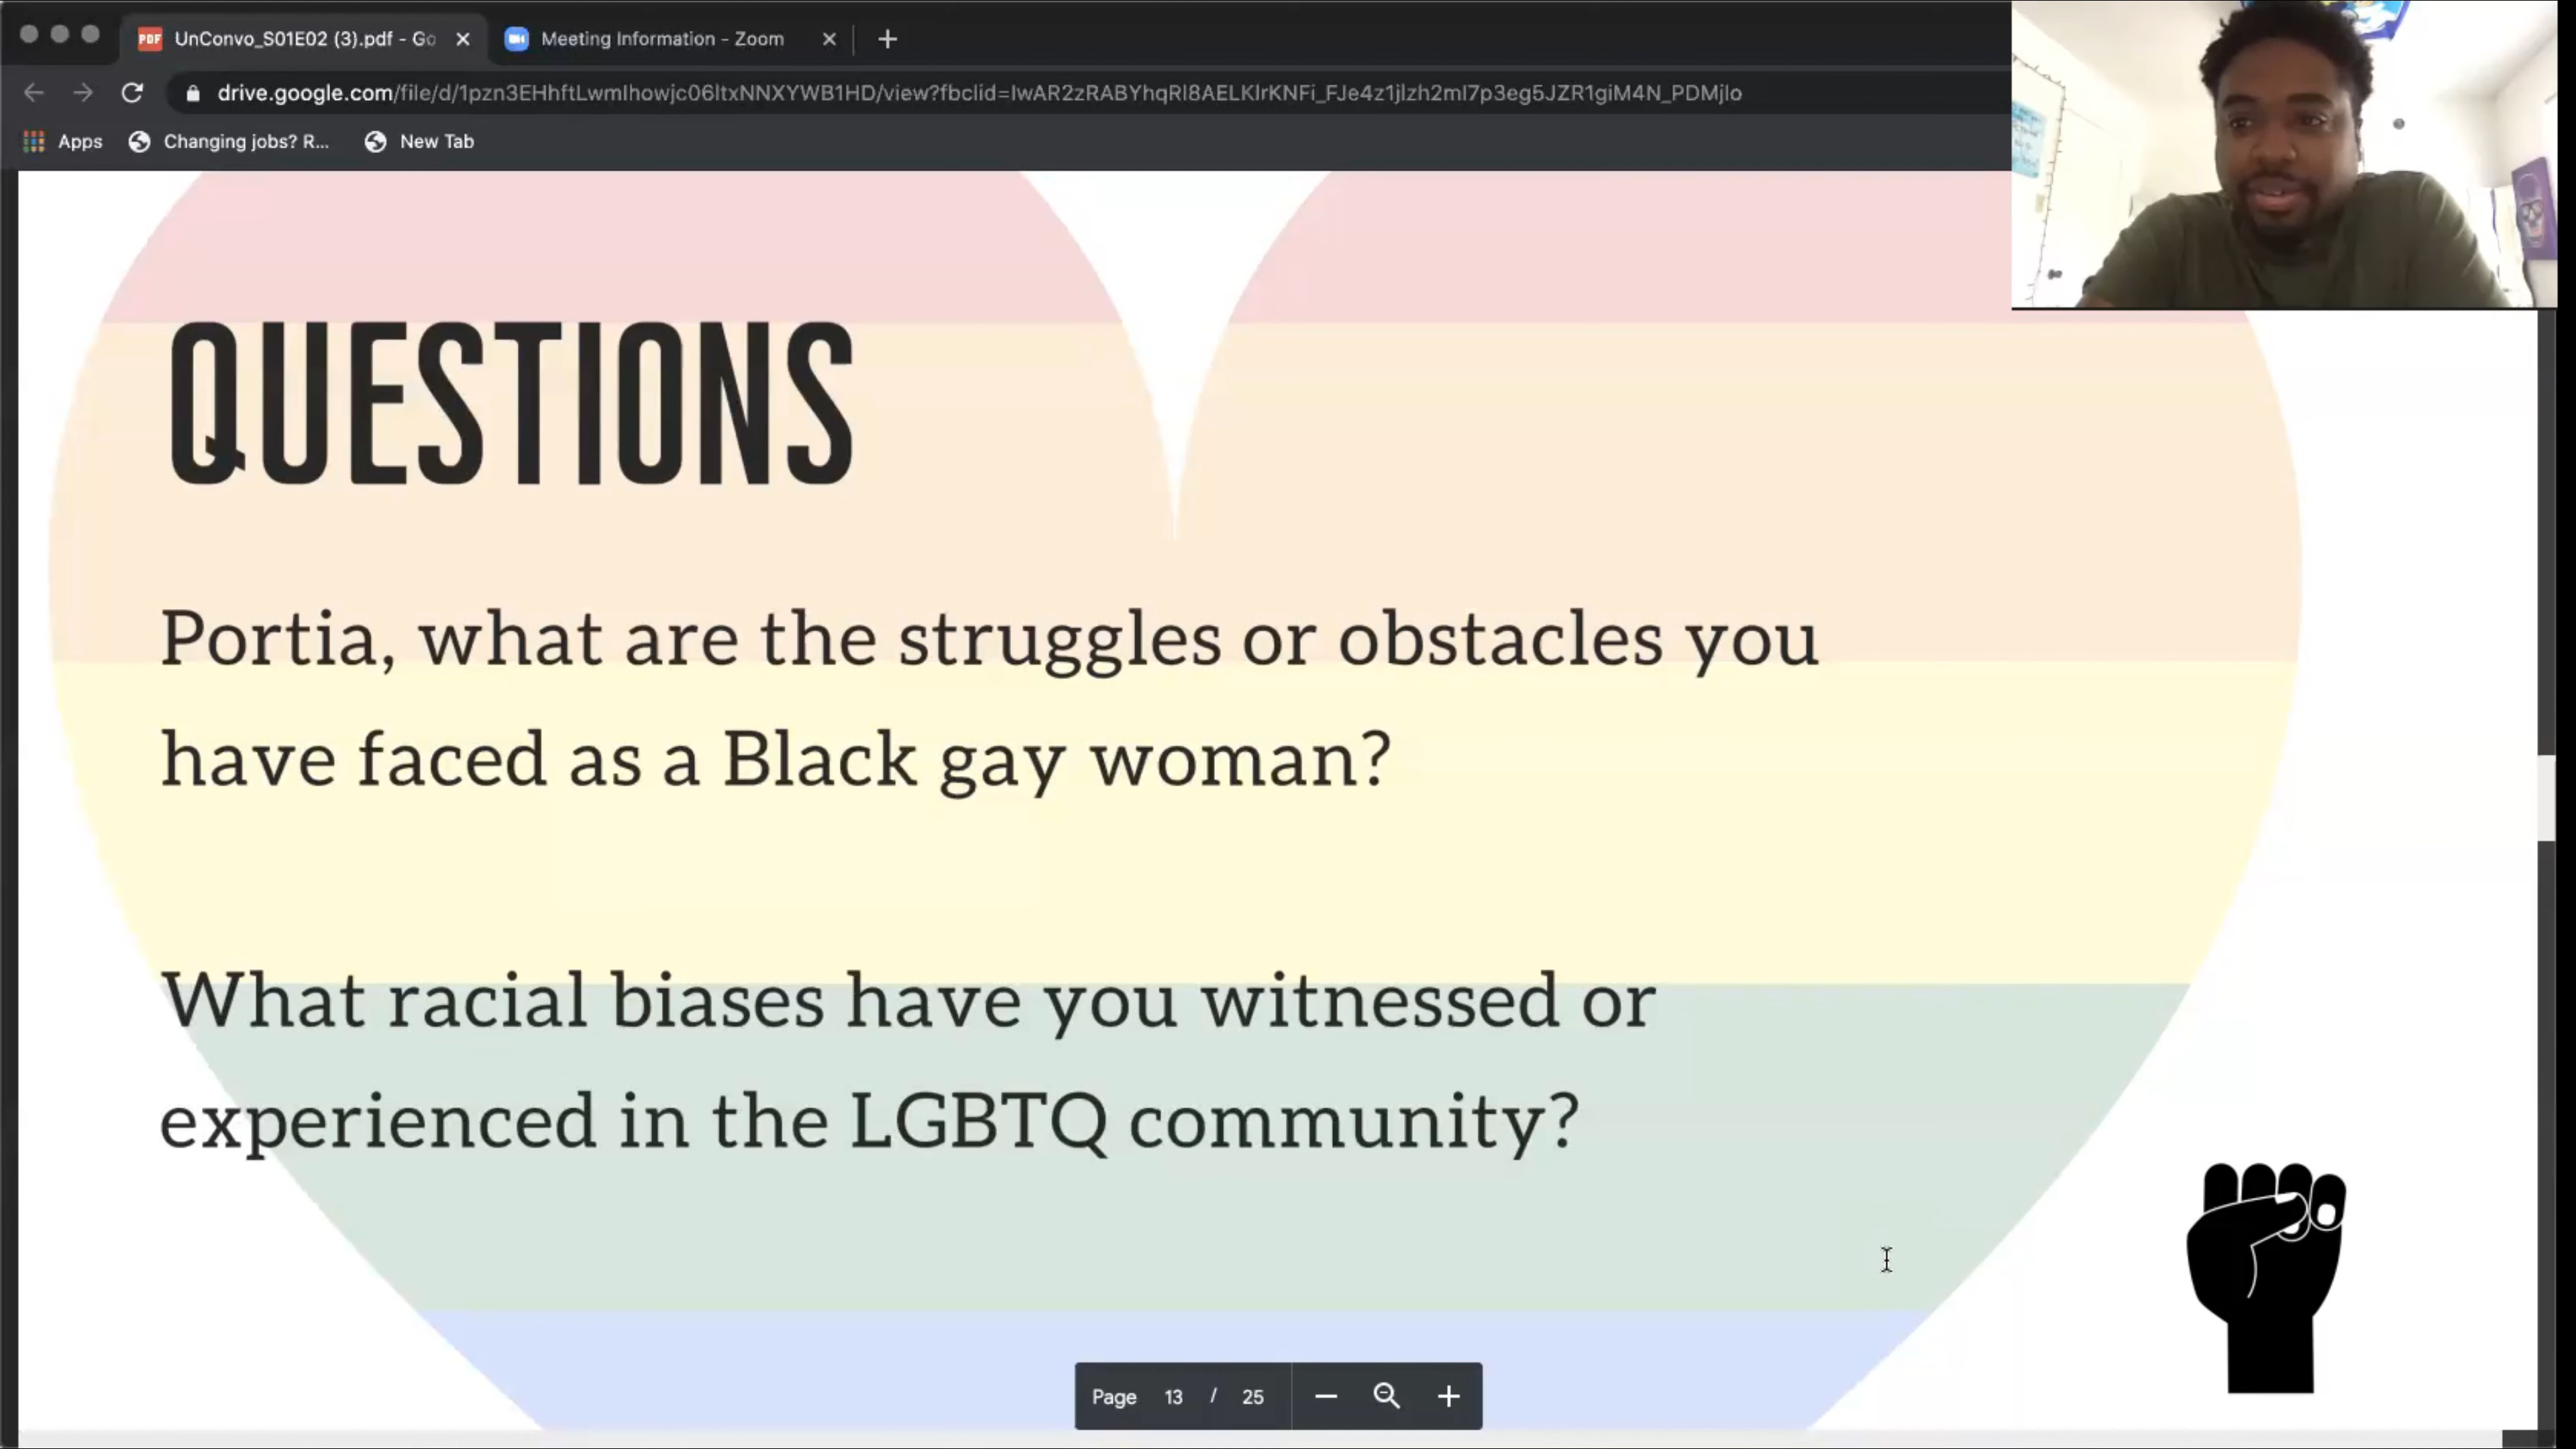 PDF UnConvo_S01E02 (3).pdf - Go
Meeting Information - Zoom
drive.google.com/file/d/1pzn3EHhftLwmIhowjc06ltxNNXYWB1HD/view?fbclid=IwAR2zRABYhqRl8AELKlrKNFi_FJe4z1jlzh2ml7p3eg5JZR1giM4N_PDMjlo
Apps
Changing jobs? R...
New Tab
QUESTIONS
Portia, what are the struggles or obstacles you
have faced as a Black gay woman?
What racial biases have you witnessed or
experienced in the LGBTQ community?
Page 13 / 25